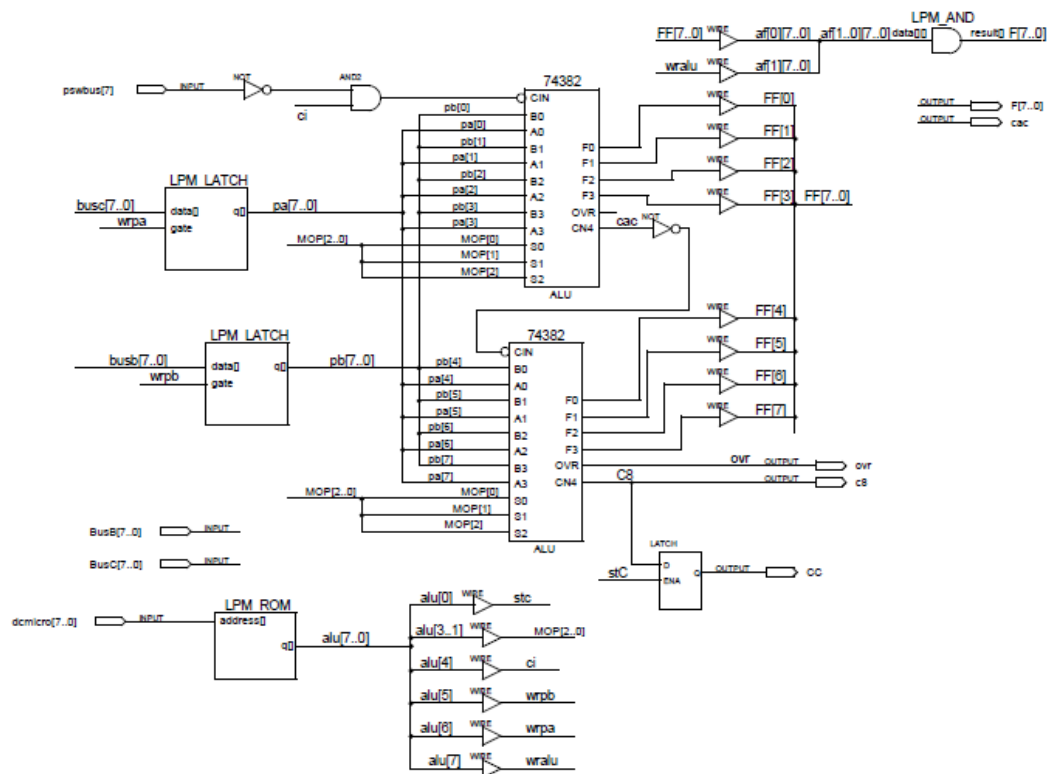 LPM_AND
FF[7..0] WIRE af[0][7..0] af[1..0][7..0] data[][] result[] F[7..0]
wralu WIRE af[1][7..0]
pswbus[7] INPUT NOT AND2 ci
74382
CIN
pb[0] B0
pa[0] A0
pb[1] B1
pa[1] A1
pb[2] B2
pa[2] A2
pb[3] B3
pa[3] A3
MOP[2..0] MOP[0] S0
MOP[1] S1
MOP[2] S2
ALU
F0 WIRE FF[0]
F1 WIRE FF[1]
F2 WIRE FF[2]
F3 WIRE FF[3] FF[7..0]
OVR
CN4 cac NOT
OUTPUT F[7..0]
OUTPUT cac
LPM_LATCH
busc[7..0] data[] q[] pa[7..0]
wrpa gate
LPM_LATCH
busb[7..0] data[] q[] pb[7..0]
wrpb gate
74382
CIN
pb[4] B0
pa[4] A0
pb[5] B1
pa[5] A1
pb[6] B2
pa[6] A2
pb[7] B3
pa[7] A3
MOP[2..0] MOP[0] S0
MOP[1] S1
MOP[2] S2
ALU
F0 WIRE FF[4]
F1 WIRE FF[5]
F2 WIRE FF[6]
F3 WIRE FF[7]
OVR ovr OUTPUT ovr
CN4 C8 OUTPUT c8
LATCH
D Q OUTPUT CC
stC ENA
BusB[7..0] INPUT
BusC[7..0] INPUT
LPM_ROM
dcmicro[7..0] INPUT address[]
q[] alu[7..0]
alu[0] WIRE stc
alu[3..1] WIRE MOP[2..0]
alu[4] WIRE ci
alu[5] WIRE wrpb
alu[6] WIRE wrpa
alu[7] WIRE wralu